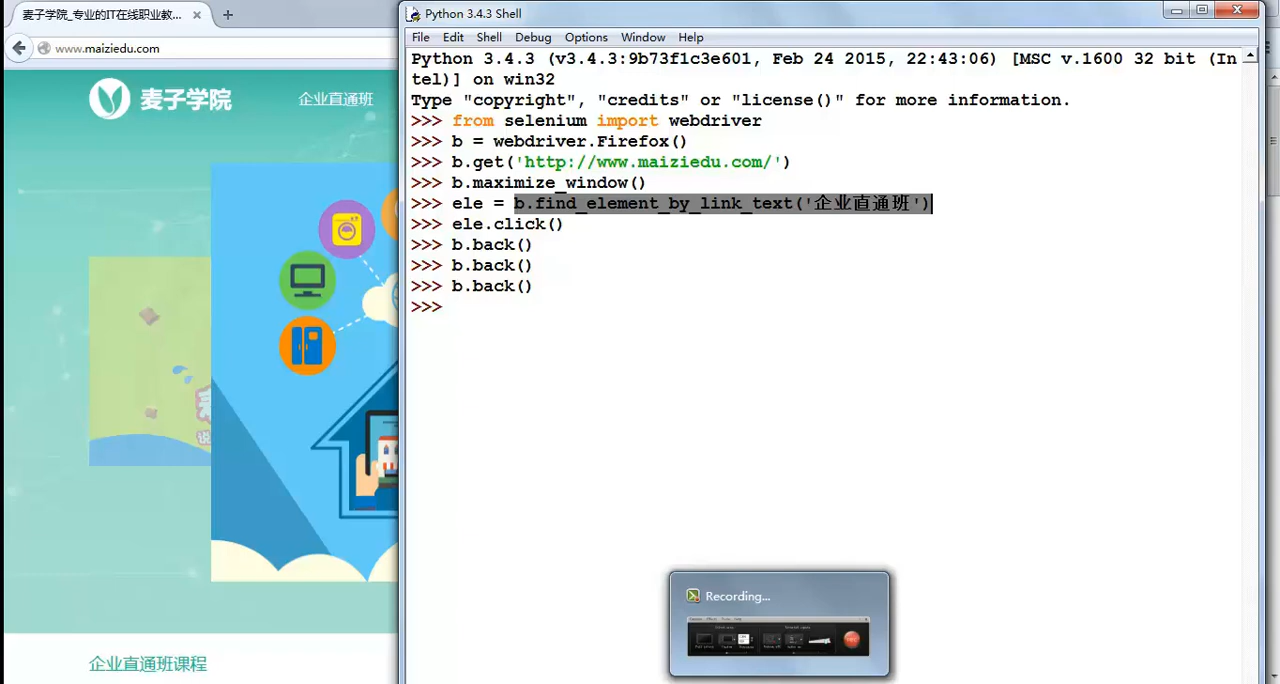 麦子学院_专业的IT在线职业教...
www.maiziedu.com
麦子学院
企业直通班
企业直通班课程
Python 3.4.3 Shell
File Edit Shell Debug Options Window Help
Python 3.4.3 (v3.4.3:9b73f1c3e601, Feb 24 2015, 22:43:06) [MSC v.1600 32 bit (In
tel)] on win32
Type "copyright", "credits" or "license()" for more information.
>>> from selenium import webdriver
>>> b = webdriver.Firefox()
>>> b.get('http://www.maiziedu.com/')
>>> b.maximize_window()
>>> ele = b.find_element_by_link_text('企业直通班')
>>> ele.click()
>>> b.back()
>>> b.back()
>>> b.back()
>>>
Recording...